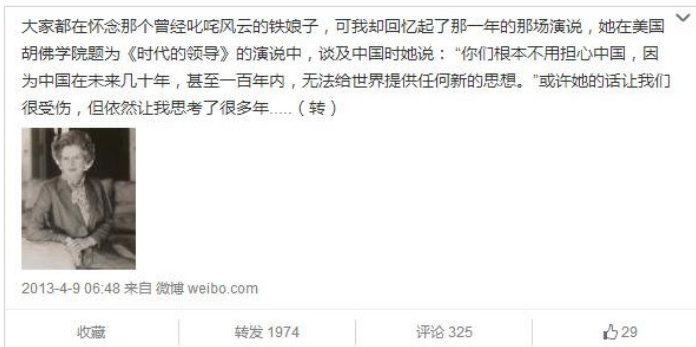 大家都在怀念那个曾经叱咤风云的铁娘子，可我却回忆起了那一年的那场演说，她在美国
胡佛学院题为《时代的领导》的演说中，谈及中国时她说：“你们根本不用担心中国，因
为中国在未来几十年，甚至一百年内，无法给世界提供任何新的思想。”或许她的话让我们
很受伤，但依然让我思考了很多年.....（转）
2013-4-9 06:48 来自 微博 weibo.com
收藏 转发 1974 评论 325 29